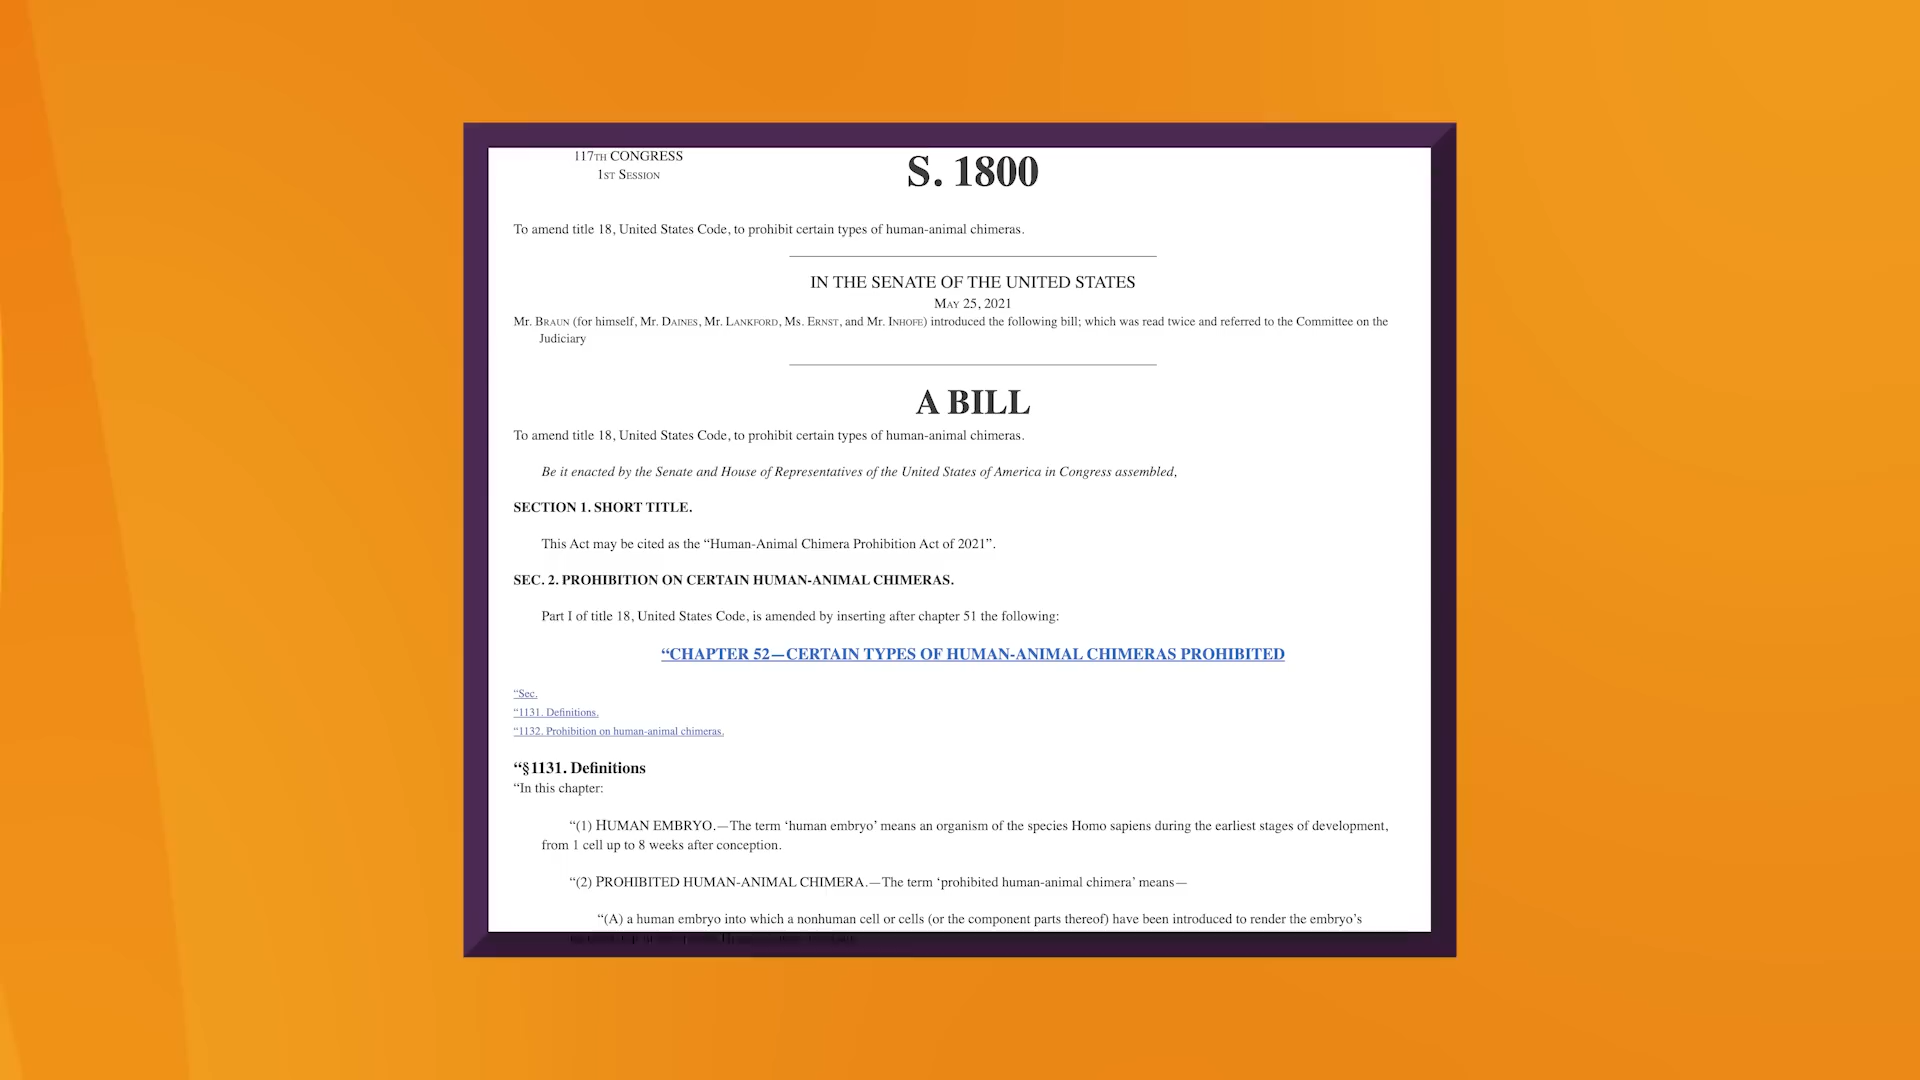 117TH CONGRESS
1ST SESSION
S. 1800
To amend title 18, United States Code, to prohibit certain types of human-animal chimeras.
IN THE SENATE OF THE UNITED STATES
MAY 25, 2021
Mr. BRAUN (for himself, Mr. DAINES, Mr. LANKFORD, Ms. ERNST, and Mr. INHOFE) introduced the following bill; which was read twice and referred to the Committee on the
Judiciary
A BILL
To amend title 18, United States Code, to prohibit certain types of human-animal chimeras.
Be it enacted by the Senate and House of Representatives of the United States of America in Congress assembled,
SECTION 1. SHORT TITLE.
This Act may be cited as the “Human-Animal Chimera Prohibition Act of 2021”.
SEC. 2. PROHIBITION ON CERTAIN HUMAN-ANIMAL CHIMERAS.
Part I of title 18, United States Code, is amended by inserting after chapter 51 the following:
“CHAPTER 52—CERTAIN TYPES OF HUMAN-ANIMAL CHIMERAS PROHIBITED
“Sec.
“1131. Definitions.
“1132. Prohibition on human-animal chimeras.
“§1131. Definitions
“In this chapter:
“(1) HUMAN EMBRYO.—The term ‘human embryo’ means an organism of the species Homo sapiens during the earliest stages of development,
from 1 cell up to 8 weeks after conception.
“(2) PROHIBITED HUMAN-ANIMAL CHIMERA.—The term ‘prohibited human-animal chimera’ means—
“(A) a human embryo into which a nonhuman cell or cells (or the component parts thereof) have been introduced to render the embryo’s